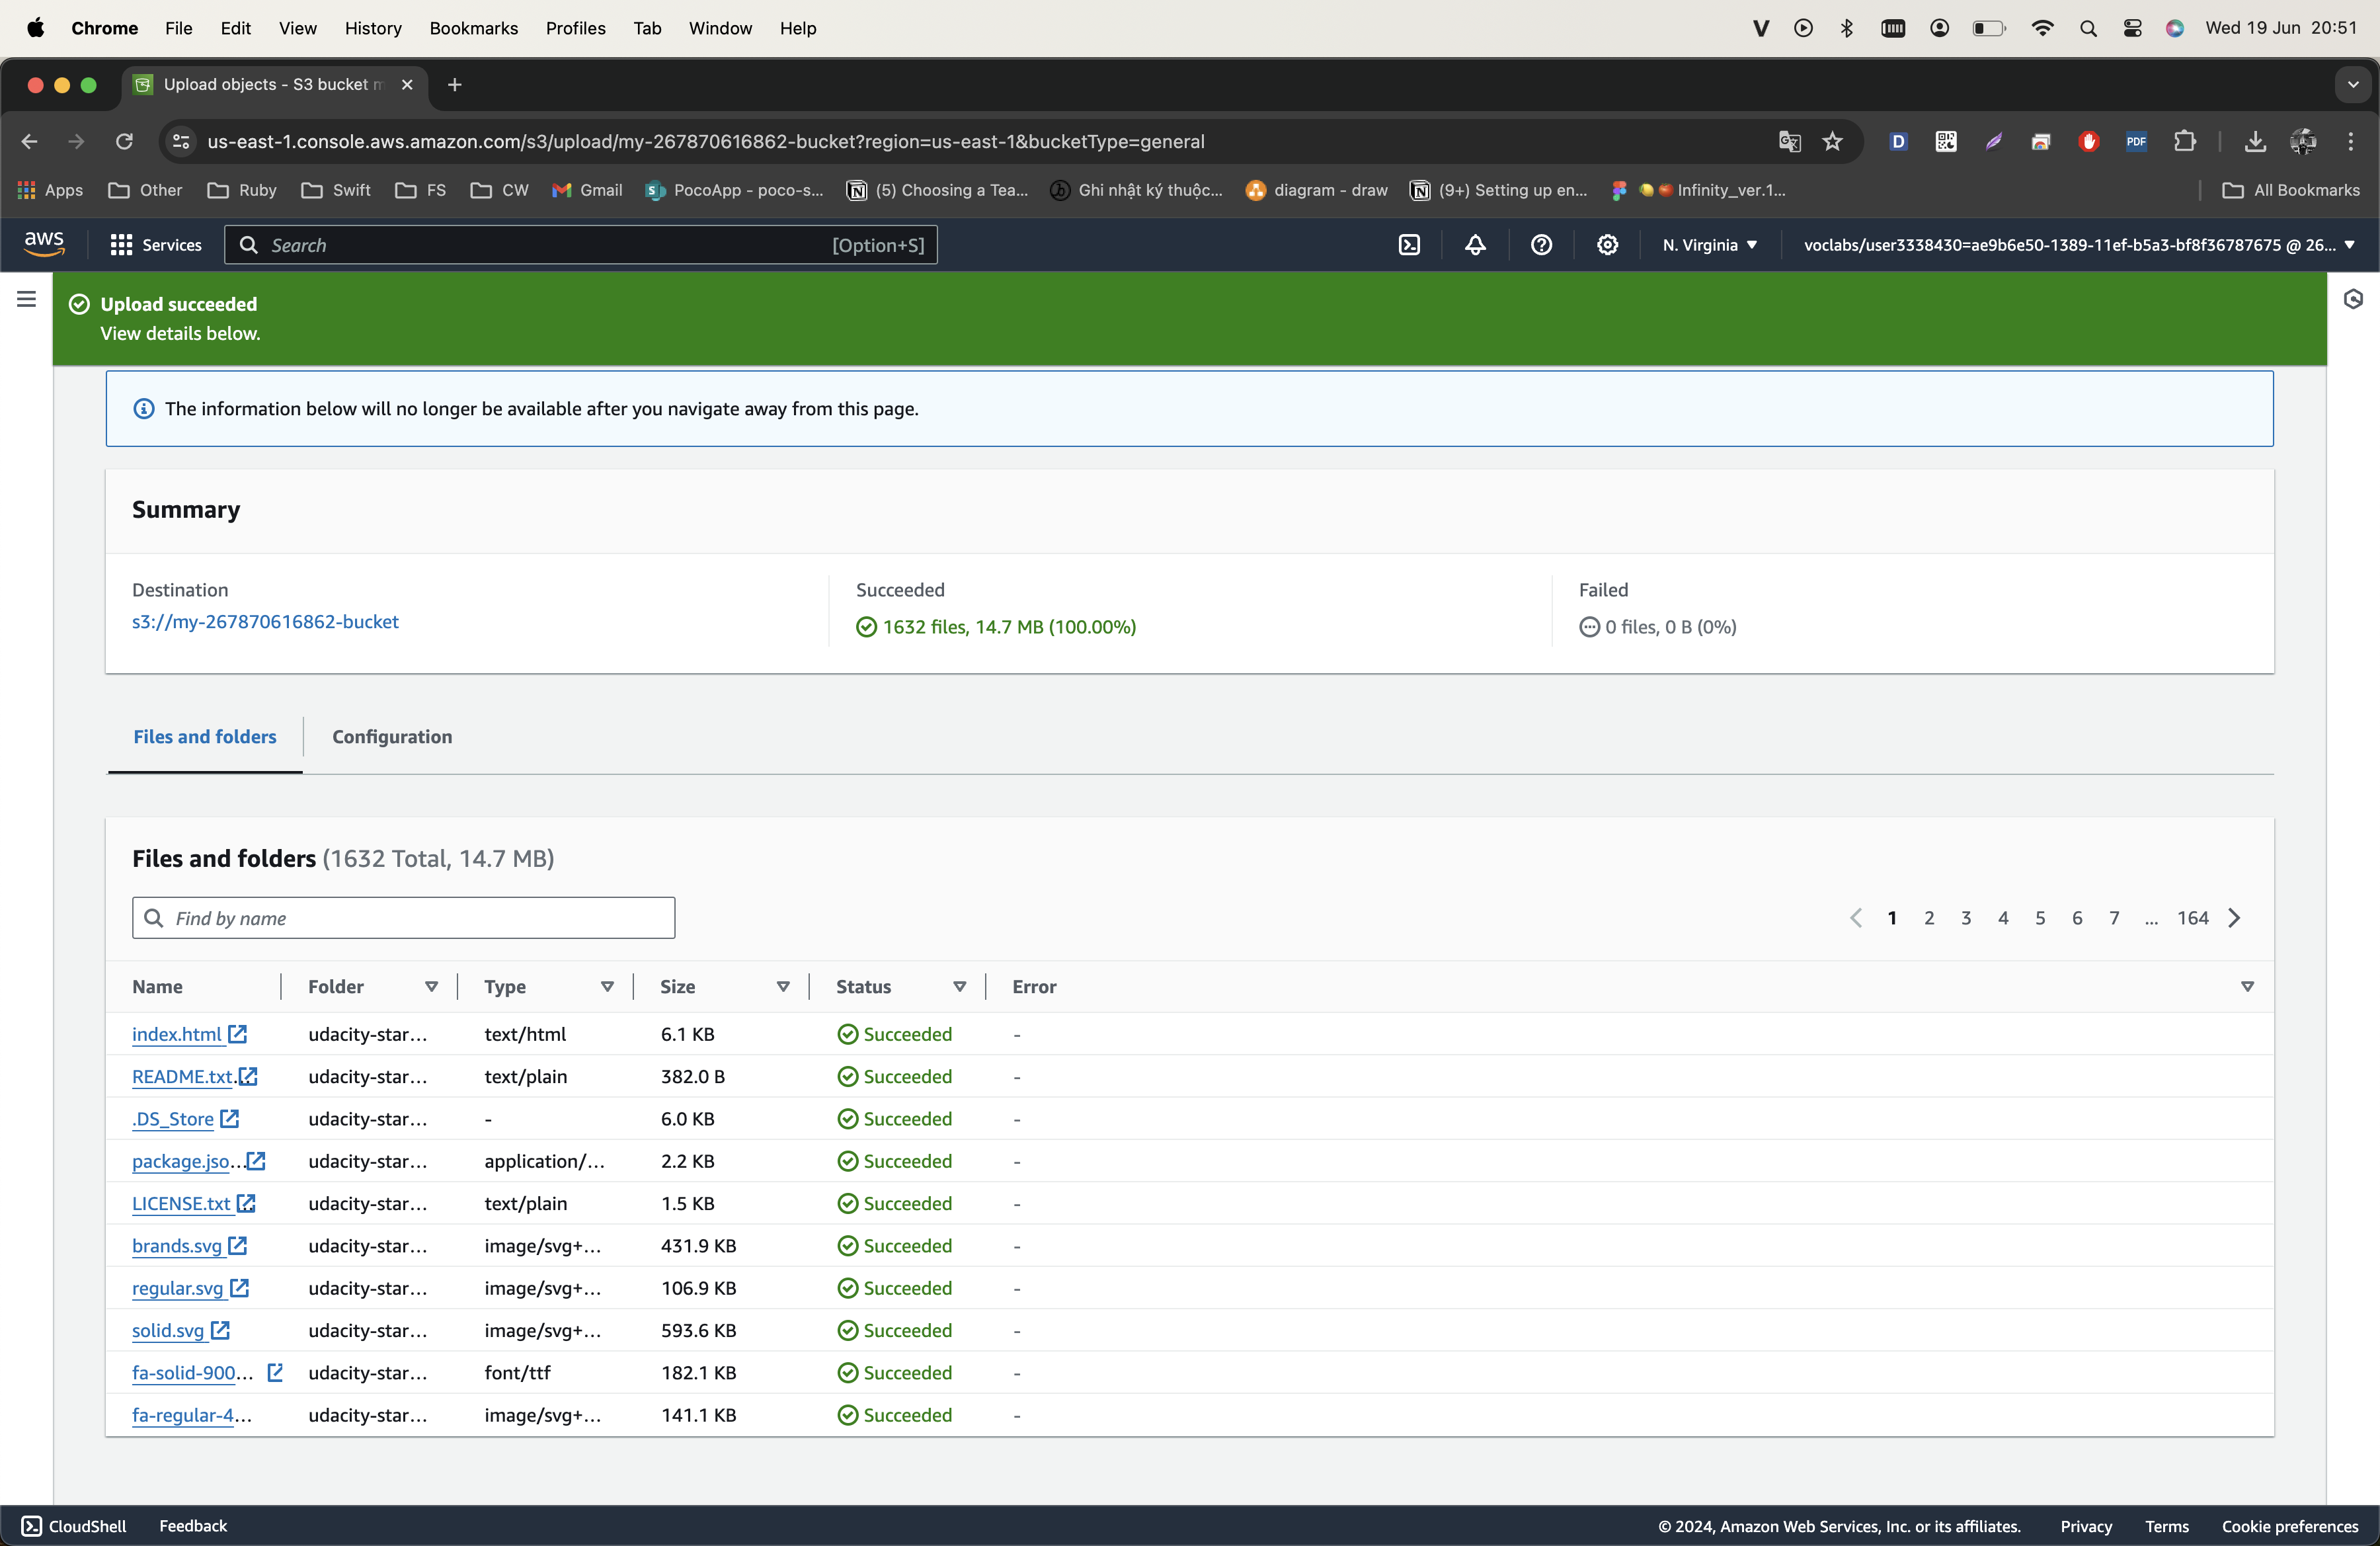 Chrome File Edit View History Bookmarks Profiles Tab Window Help Wed 19 Jun 20:51
Upload objects - S3 bucket m
us-east-1.console.aws.amazon.com/s3/upload/my-267870616862-bucket?region=us-east-1&bucketType=general
Apps Other Ruby Swift FS CW Gmail PocoApp - poco-s... (5) Choosing a Tea... Ghi nhật ký thuộc... diagram - draw (9+) Setting up en... Infinity_ver.1... All Bookmarks
aws Services Search [Option+S] N. Virginia voclabs/user3338430=ae9b6e50-1389-11ef-b5a3-bf8f36787675 @ 26...
Upload succeeded
View details below.
The information below will no longer be available after you navigate away from this page.
Summary
Destination Succeeded Failed
s3://my-267870616862-bucket 1632 files, 14.7 MB (100.00%) 0 files, 0 B (0%)
Files and folders Configuration
Files and folders (1632 Total, 14.7 MB)
Find by name 1 2 3 4 5 6 7 ... 164
Name Folder Type Size Status Error
index.html udacity-star... text/html 6.1 KB Succeeded -
README.txt... udacity-star... text/plain 382.0 B Succeeded -
.DS_Store udacity-star... - 6.0 KB Succeeded -
package.jso... udacity-star... application/... 2.2 KB Succeeded -
LICENSE.txt ... udacity-star... text/plain 1.5 KB Succeeded -
brands.svg udacity-star... image/svg+... 431.9 KB Succeeded -
regular.svg udacity-star... image/svg+... 106.9 KB Succeeded -
solid.svg udacity-star... image/svg+... 593.6 KB Succeeded -
fa-solid-900... udacity-star... font/ttf 182.1 KB Succeeded -
fa-regular-4... udacity-star... image/svg+... 141.1 KB Succeeded -
CloudShell Feedback © 2024, Amazon Web Services, Inc. or its affiliates. Privacy Terms Cookie preferences